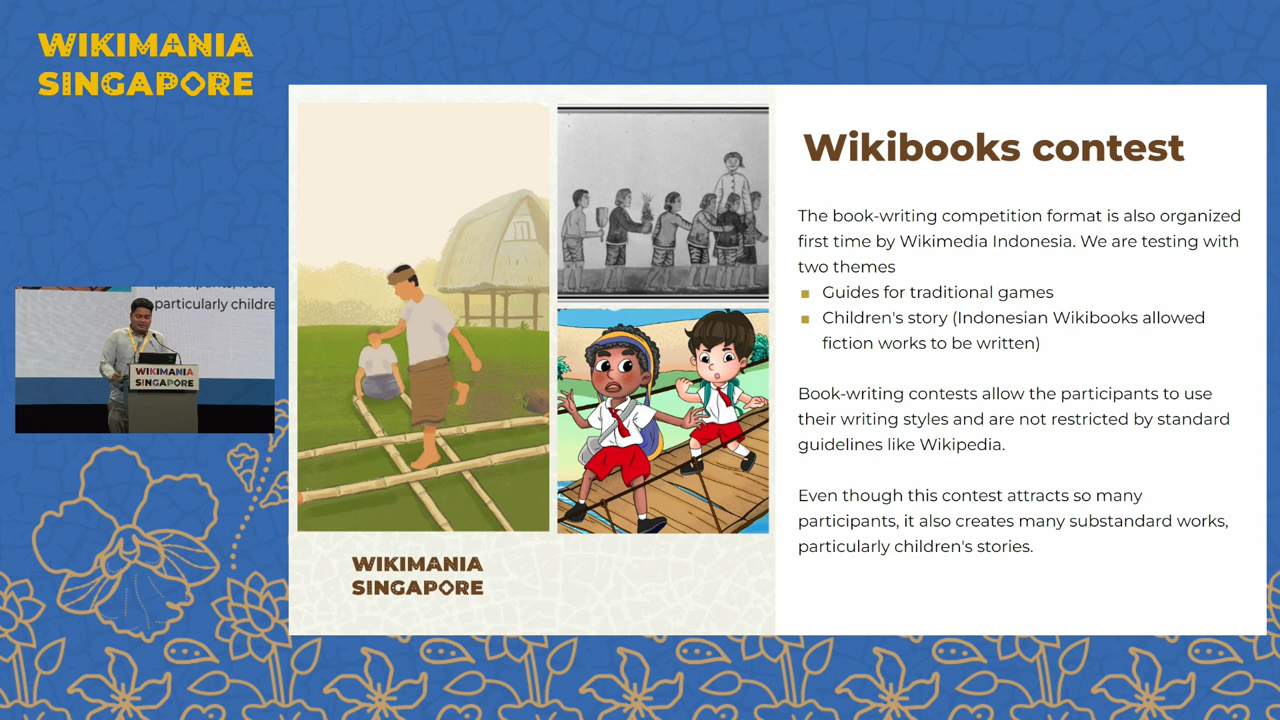 WIKIMANIA
SINGAPORE
Wikibooks contest
The book-writing competition format is also organized
first time by Wikimedia Indonesia. We are testing with
two themes
Guides for traditional games
Children's story (Indonesian Wikibooks allowed
fiction works to be written)
Book-writing contests allow the participants to use
their writing styles and are not restricted by standard
guidelines like Wikipedia.
Even though this contest attracts so many
participants, it also creates many substandard works,
particularly children's stories.
WIKIMANIA
SINGAPORE
particularly childre
WIKIMANIA
SINGAPORE